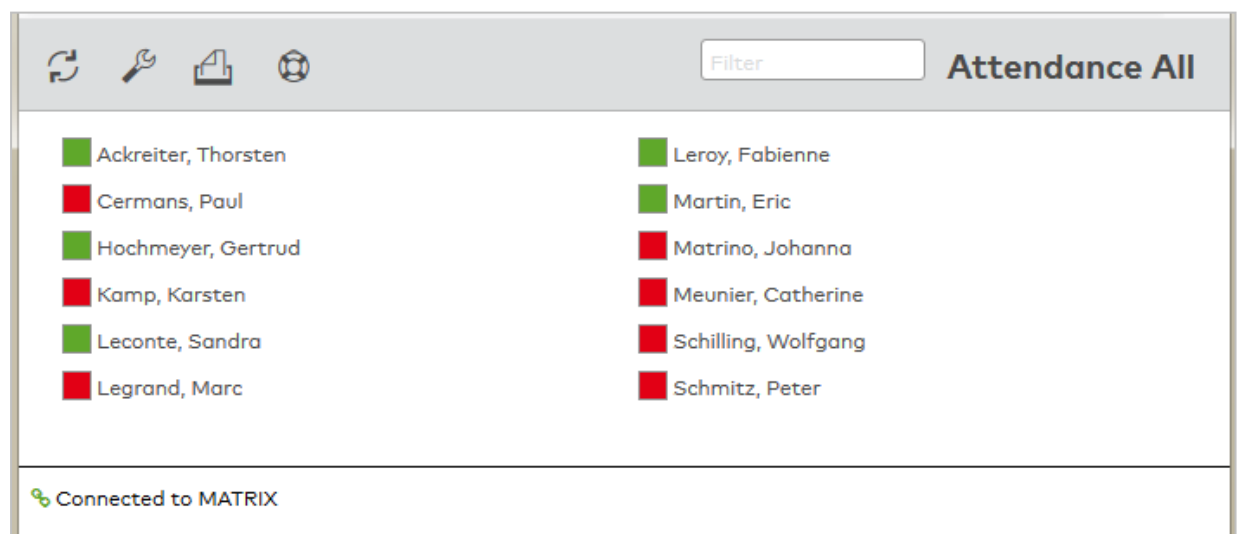 Filter
Attendance All
Ackreiter, Thorsten
Cermans, Paul
Hochmeyer, Gertrud
Kamp, Karsten
Leconte, Sandra
Legrand, Marc
Leroy, Fabienne
Martin, Eric
Matrino, Johanna
Meunier, Catherine
Schilling, Wolfgang
Schmitz, Peter
Connected to MATRIX